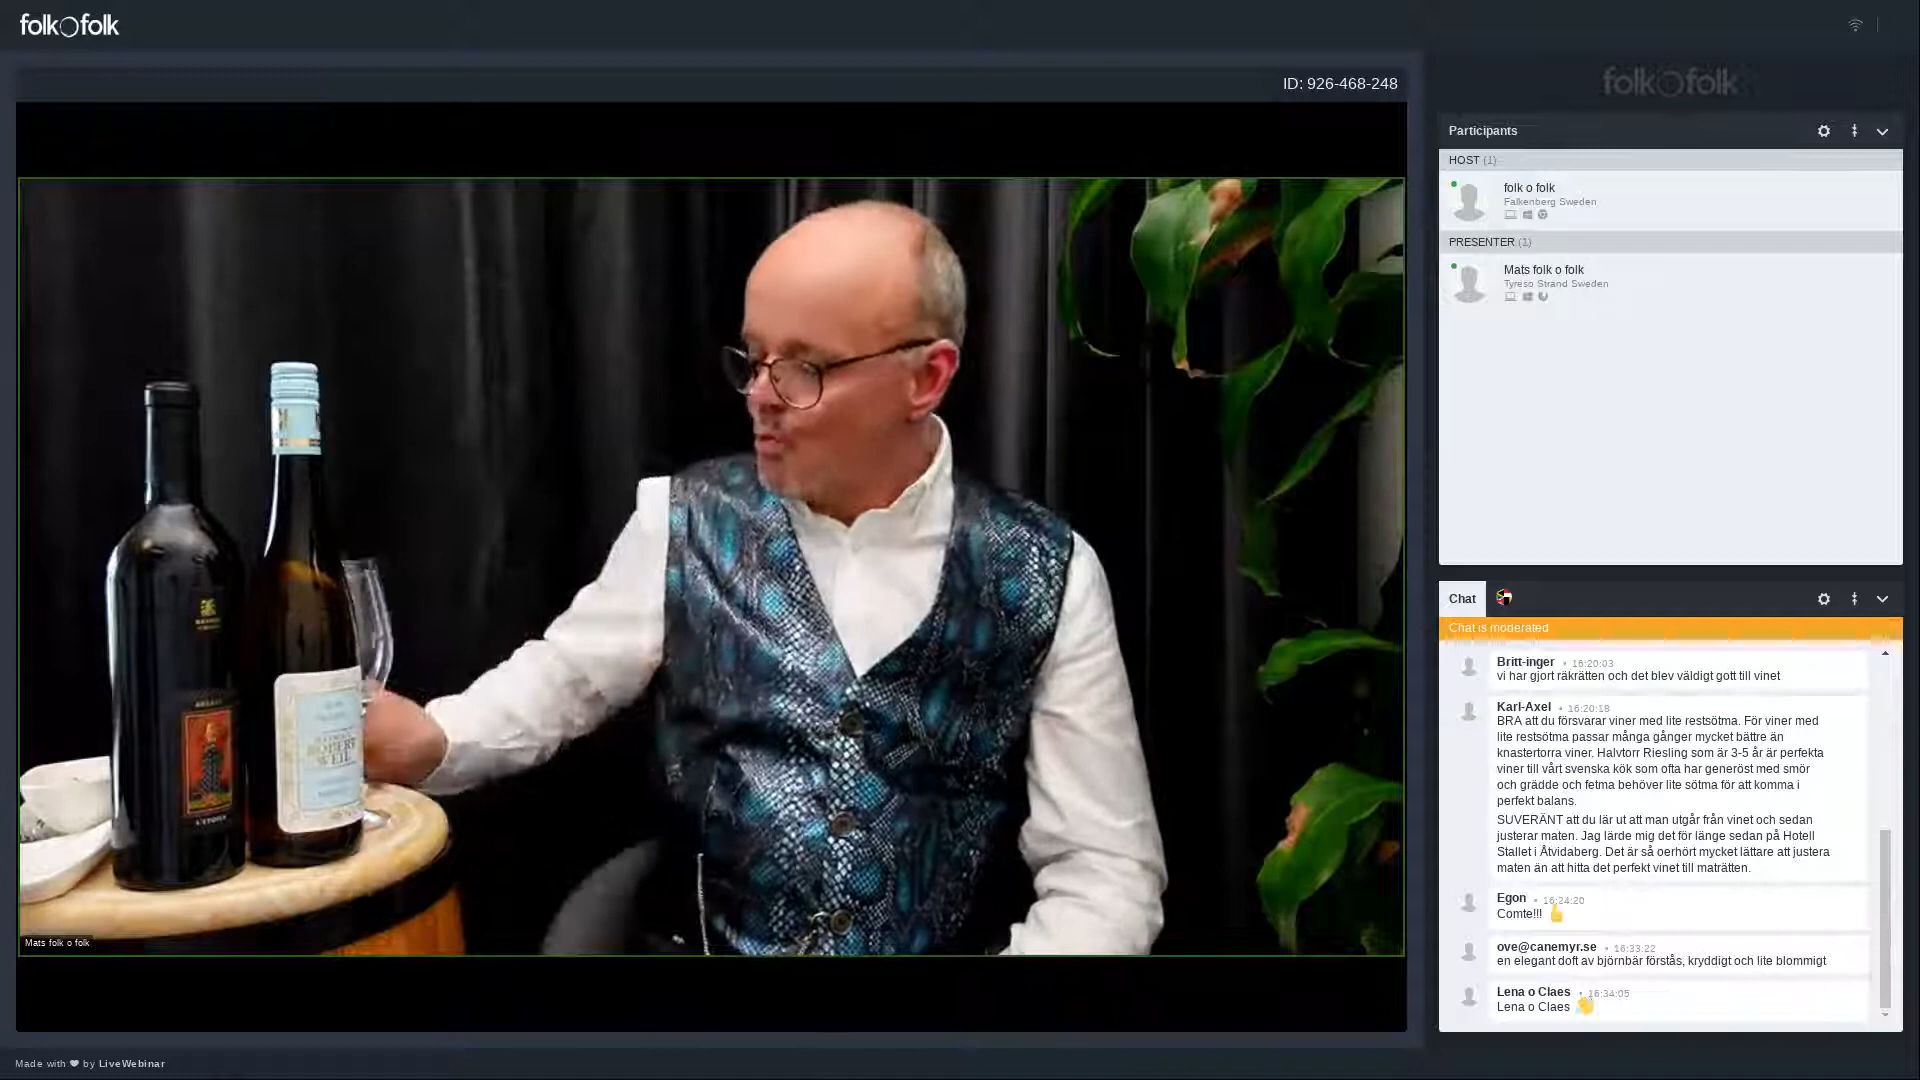 folkofolk
ID: 926-468-248
folkofolk
Participants
HOST (1)
folk o folk
Falkenberg Sweden
PRESENTER (1)
Mats folk o folk
Tyreso Strand Sweden
ROBERT
WEIL
L'ETOILE
Mats folk o folk
Chat
Chat is moderated
Britt-inger • 16:20:03
vi har gjort räkrätten och det blev väldigt gott till vinet
Karl-Axel • 16:20:18
BRA att du försvarar viner med lite restsötma. För viner med
lite restsötma passar många gånger mycket bättre än
knastertorra viner. Halvtorr Riesling som är 3-5 år är perfekta
viner till vårt svenska kök som ofta har generöst med smör
och grädde och fetma behöver lite sötma för att komma i
perfekt balans.
SUVERÄNT att du lär ut att man utgår från vinet och sedan
justerar maten. Jag lärde mig det för länge sedan på Hotell
Stallet i Åtvidaberg. Det är så oerhört mycket lättare att justera
maten än att hitta det perfekt vinet till maträtten.
Egon • 16:24:20
Comte!!! 👍
ove@canemyr.se • 16:33:22
en elegant doft av björnbär förstås, kryddigt och lite blommigt
Lena o Claes • 16:34:05
Lena o Claes 👏
Made with ❤ by LiveWebinar